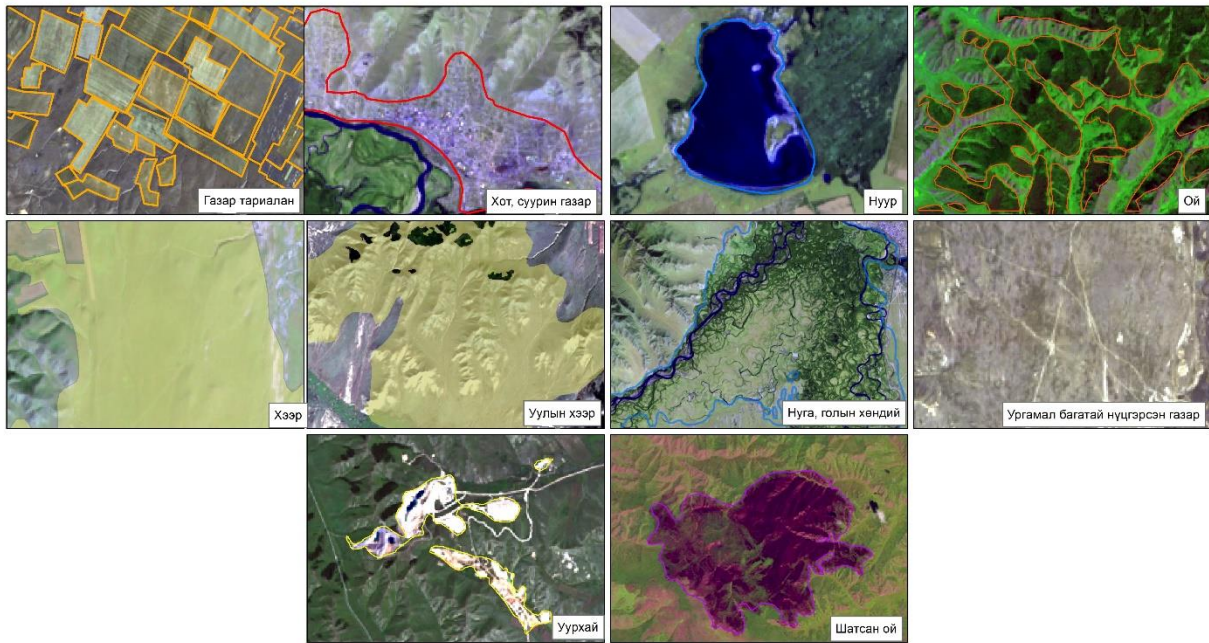 Газар тариалан
Хот, суурин газар
Нуур
Ой
Хээр
Уулын хээр
Нуга, голын хөндий
Ургамал багатай нүцгэрсэн газар
Уурхай
Шатсан ой